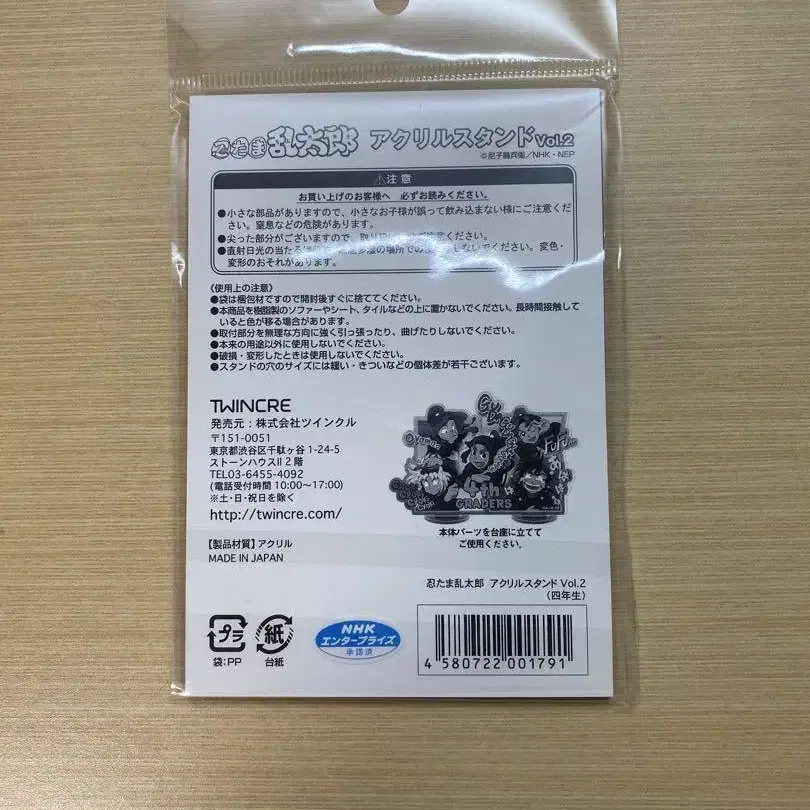 忍たま乱太郎 アクリルスタンドVol.2
©尼子騒兵衛/NHK・NEP
⚠注意
お買い上げのお客様へ 必ずお読みください。
●小さな部品がありますので、小さなお子様が誤って飲み込まない様にご注意くだ
さい。窒息などの危険があります。
●尖った部分がございますので、取り
●直射日光の当たる しないでください。変色・
変形のおそれがあります。
《使用上の注意》
●袋は梱包材ですので開封後すぐに捨ててください。
●本商品を樹脂製のソファーやシート、タイルなどの上に置かないでください。長時間接触して
いると色が移る場合があります。
●取付部分を無理な方向に強く引っ張ったり、曲げたりしないでください。
●本来の用途以外に使用しないでください。
●破損・変形したときは使用しないでください。
●スタンドの穴のサイズには緩い・きついなどの個体差が若干ございます。
TWINCRE
発売元：株式会社ツインクル
〒151-0051
東京都渋谷区千駄ヶ谷 1-24-5
ストーンハウスⅡ 2階
TEL03-6455-4092
(電話受付時間 10:00～17:00)
※土・日・祝日を除く
http://twincre.com/
【製品材質】アクリル
MADE IN JAPAN
Oyama
Fufu
4th
GRADERS
本体パーツを台座に立てて
ご使用ください。
忍たま乱太郎 アクリルスタンド Vol.2
(四年生)
プラ
袋：PP
紙
台紙
NHK
エンタープライズ
承認済
4 580722 001791